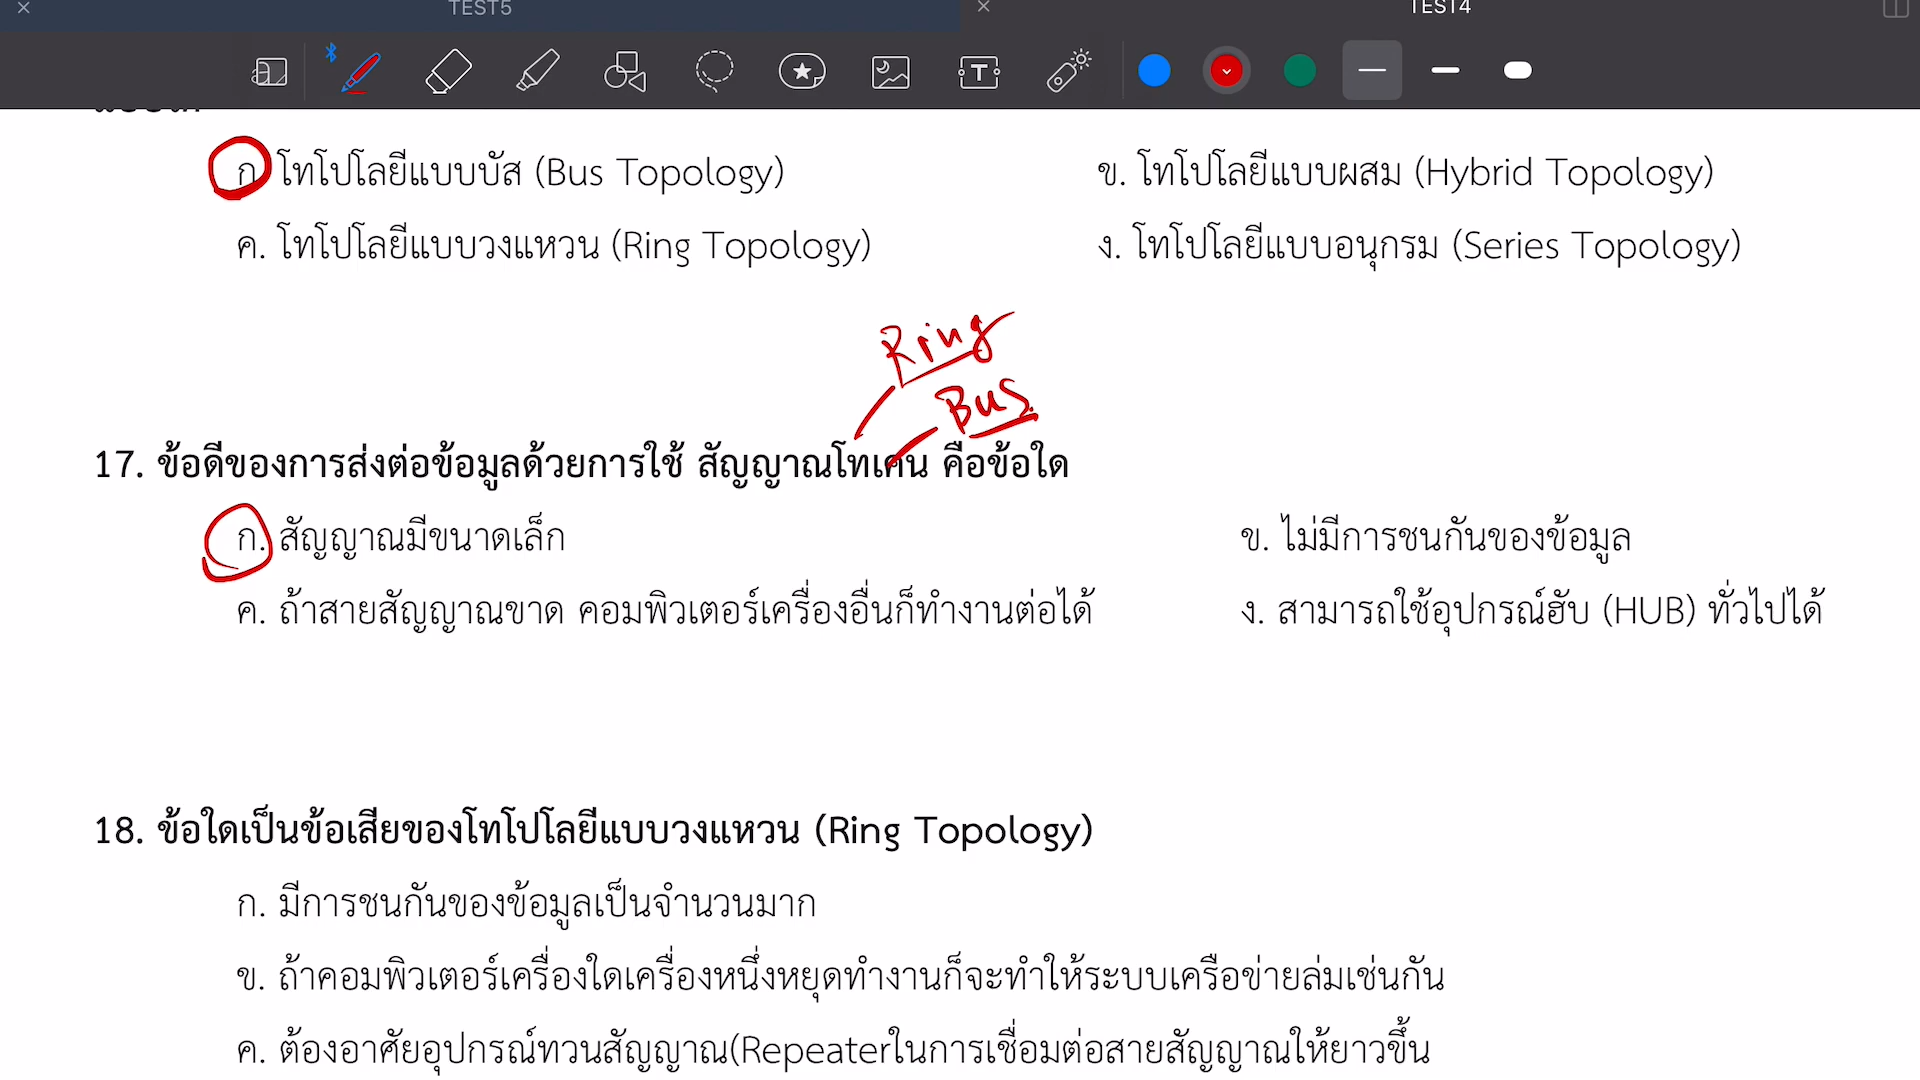 TEST5
TEST4
ก โทโปโลยีแบบบัส (Bus Topology)
ข. โทโปโลยีแบบผสม (Hybrid Topology)
ค. โทโปโลยีแบบวงแหวน (Ring Topology)
ง. โทโปโลยีแบบอนุกรม (Series Topology)
Ring
Bus
17. ข้อดีของการส่งต่อข้อมูลด้วยการใช้ สัญญาณโทเคน คือข้อใด
ก. สัญญาณมีขนาดเล็ก
ข. ไม่มีการชนกันของข้อมูล
ค. ถ้าสายสัญญาณขาด คอมพิวเตอร์เครื่องอื่นก็ทำงานต่อได้
ง. สามารถใช้อุปกรณ์ฮับ (HUB) ทั่วไปได้
18. ข้อใดเป็นข้อเสียของโทโปโลยีแบบวงแหวน (Ring Topology)
ก. มีการชนกันของข้อมูลเป็นจำนวนมาก
ข. ถ้าคอมพิวเตอร์เครื่องใดเครื่องหนึ่งหยุดทำงานก็จะทำให้ระบบเครือข่ายล่มเช่นกัน
ค. ต้องอาศัยอุปกรณ์ทวนสัญญาณ(Repeaterในการเชื่อมต่อสายสัญญาณให้ยาวขึ้น